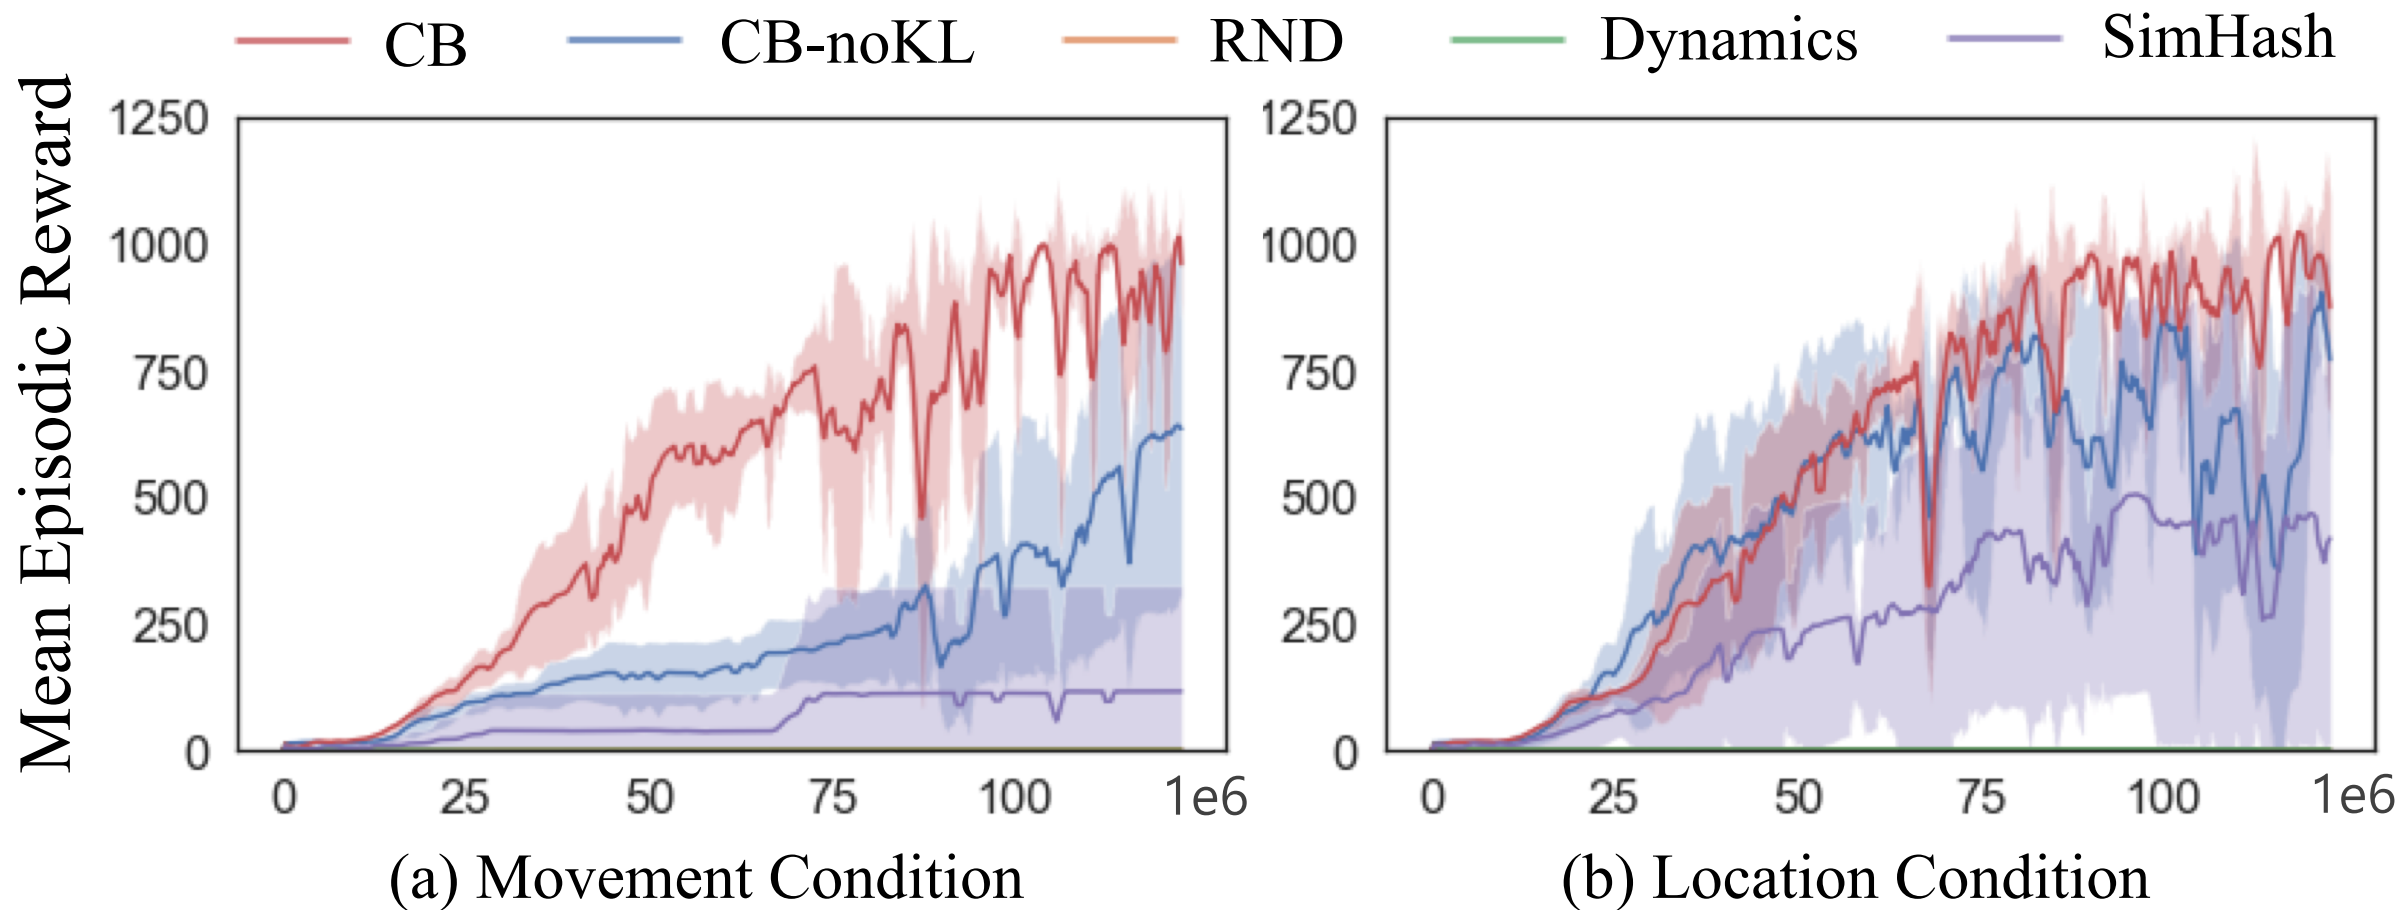 CB CB-noKL RND Dynamics SimHash
Mean Episodic Reward
1250 1000 750 500 250 0
0 25 50 75 100 1e6
(a) Movement Condition
1250 1000 750 500 250 0
0 25 50 75 100 1e6
(b) Location Condition